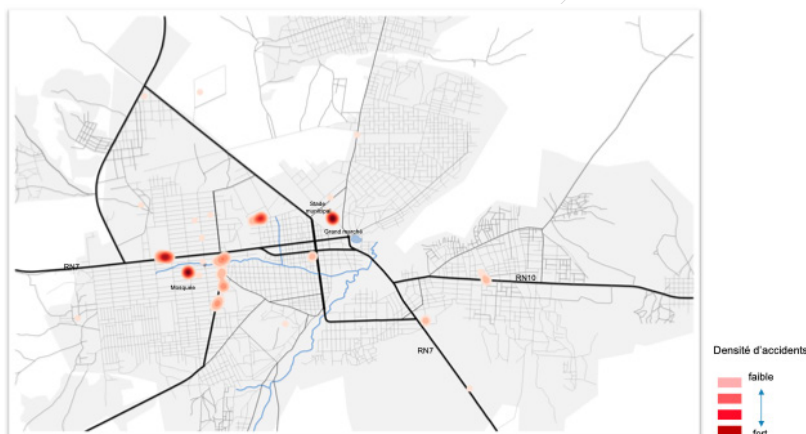 Stade
municipal
Grand marché
RN7
Mosquée
RN10
RN7
Densité d'accidents
faible
fort